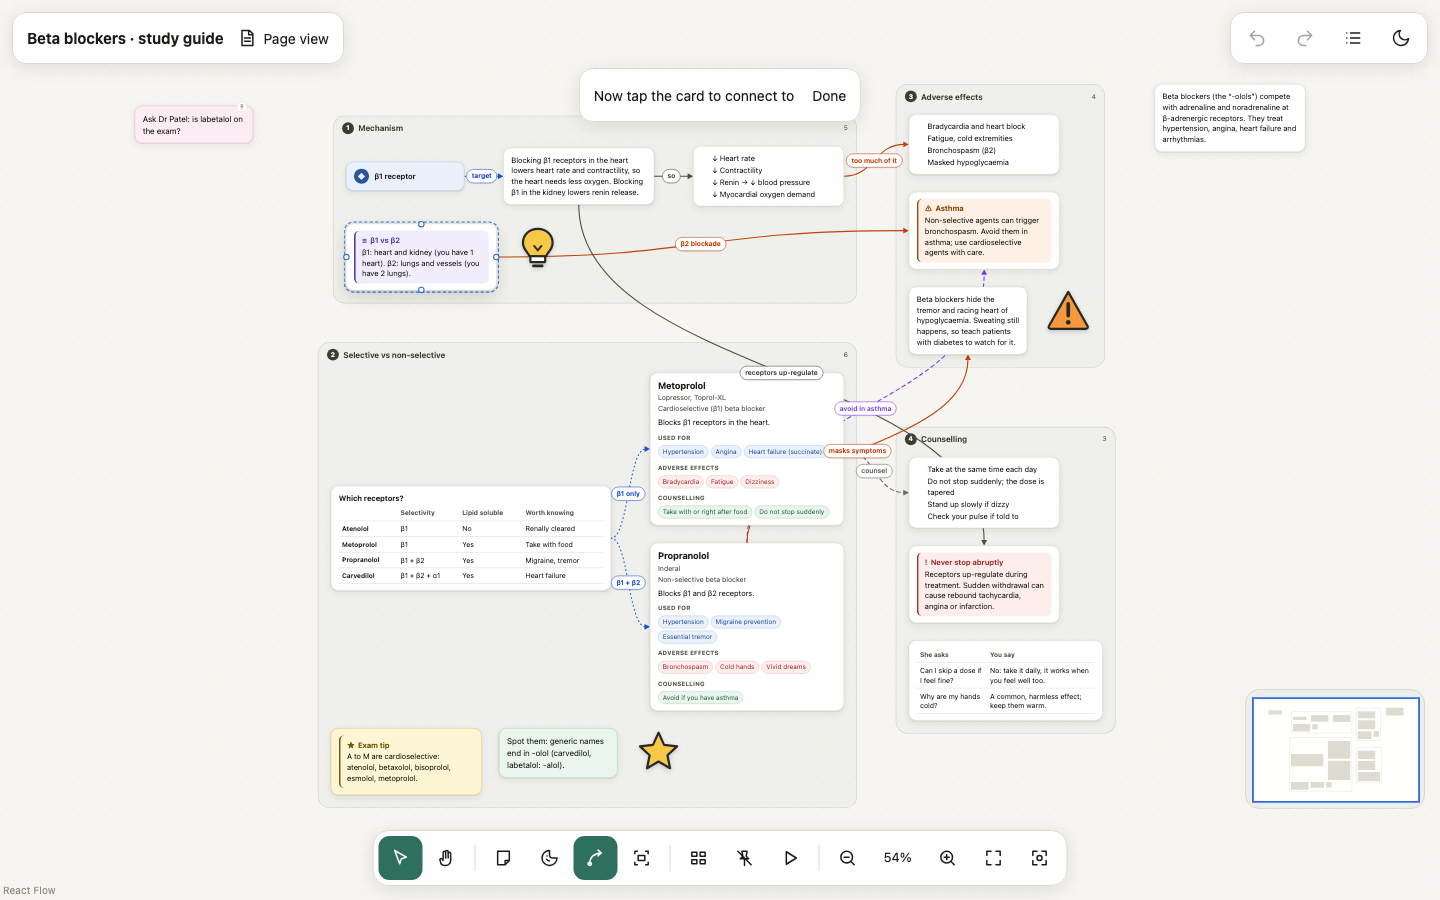 Beta blockers · study guide
Page view
Now tap the card to connect to
Done
Ask Dr Patel: is labetalol on
the exam?
1 Mechanism
5
β1 receptor
target
Blocking β1 receptors in the heart
lowers heart rate and contractility, so
the heart needs less oxygen. Blocking
β1 in the kidney lowers renin release.
so
↓ Heart rate
↓ Contractility
↓ Renin → ↓ blood pressure
↓ Myocardial oxygen demand
too much of it
β1 vs β2
β1: heart and kidney (you have 1
heart). β2: lungs and vessels (you
have 2 lungs).
β2 blockade
3 Adverse effects
4
Bradycardia and heart block
Fatigue, cold extremities
Bronchospasm (β2)
Masked hypoglycaemia
Asthma
Non-selective agents can trigger
bronchospasm. Avoid them in
asthma; use cardioselective
agents with care.
Beta blockers hide the
tremor and racing heart of
hypoglycaemia. Sweating still
happens, so teach patients
with diabetes to watch for it.
Beta blockers (the "-olols") compete
with adrenaline and noradrenaline at
β-adrenergic receptors. They treat
hypertension, angina, heart failure and
arrhythmias.
2 Selective vs non-selective
6
receptors up-regulate
Metoprolol
Lopressor, Toprol-XL
Cardioselective (β1) beta blocker
Blocks β1 receptors in the heart.
USED FOR
Hypertension
Angina
Heart failure (succinate)
ADVERSE EFFECTS
Bradycardia
Fatigue
Dizziness
COUNSELLING
Take with or right after food
Do not stop suddenly
avoid in asthma
masks symptoms
counsel
Which receptors?
Selectivity Lipid soluble Worth knowing
Atenolol β1 No Renally cleared
Metoprolol β1 Yes Take with food
Propranolol β1 + β2 Yes Migraine, tremor
Carvedilol β1 + β2 + α1 Yes Heart failure
β1 only
β1 + β2
Propranolol
Inderal
Non-selective beta blocker
Blocks β1 and β2 receptors.
USED FOR
Hypertension
Migraine prevention
Essential tremor
ADVERSE EFFECTS
Bronchospasm
Cold hands
Vivid dreams
COUNSELLING
Avoid if you have asthma
4 Counselling
3
Take at the same time each day
Do not stop suddenly; the dose is
tapered
Stand up slowly if dizzy
Check your pulse if told to
! Never stop abruptly
Receptors up-regulate during
treatment. Sudden withdrawal can
cause rebound tachycardia,
angina or infarction.
She asks You say
Can I skip a dose if No: take it daily, it works when
I feel fine? you feel well too.
Why are my hands A common, harmless effect;
cold? keep them warm.
Exam tip
A to M are cardioselective:
atenolol, betaxolol, bisoprolol,
esmolol, metoprolol.
Spot them: generic names
end in -olol (carvedilol,
labetalol: -alol).
54%
React Flow